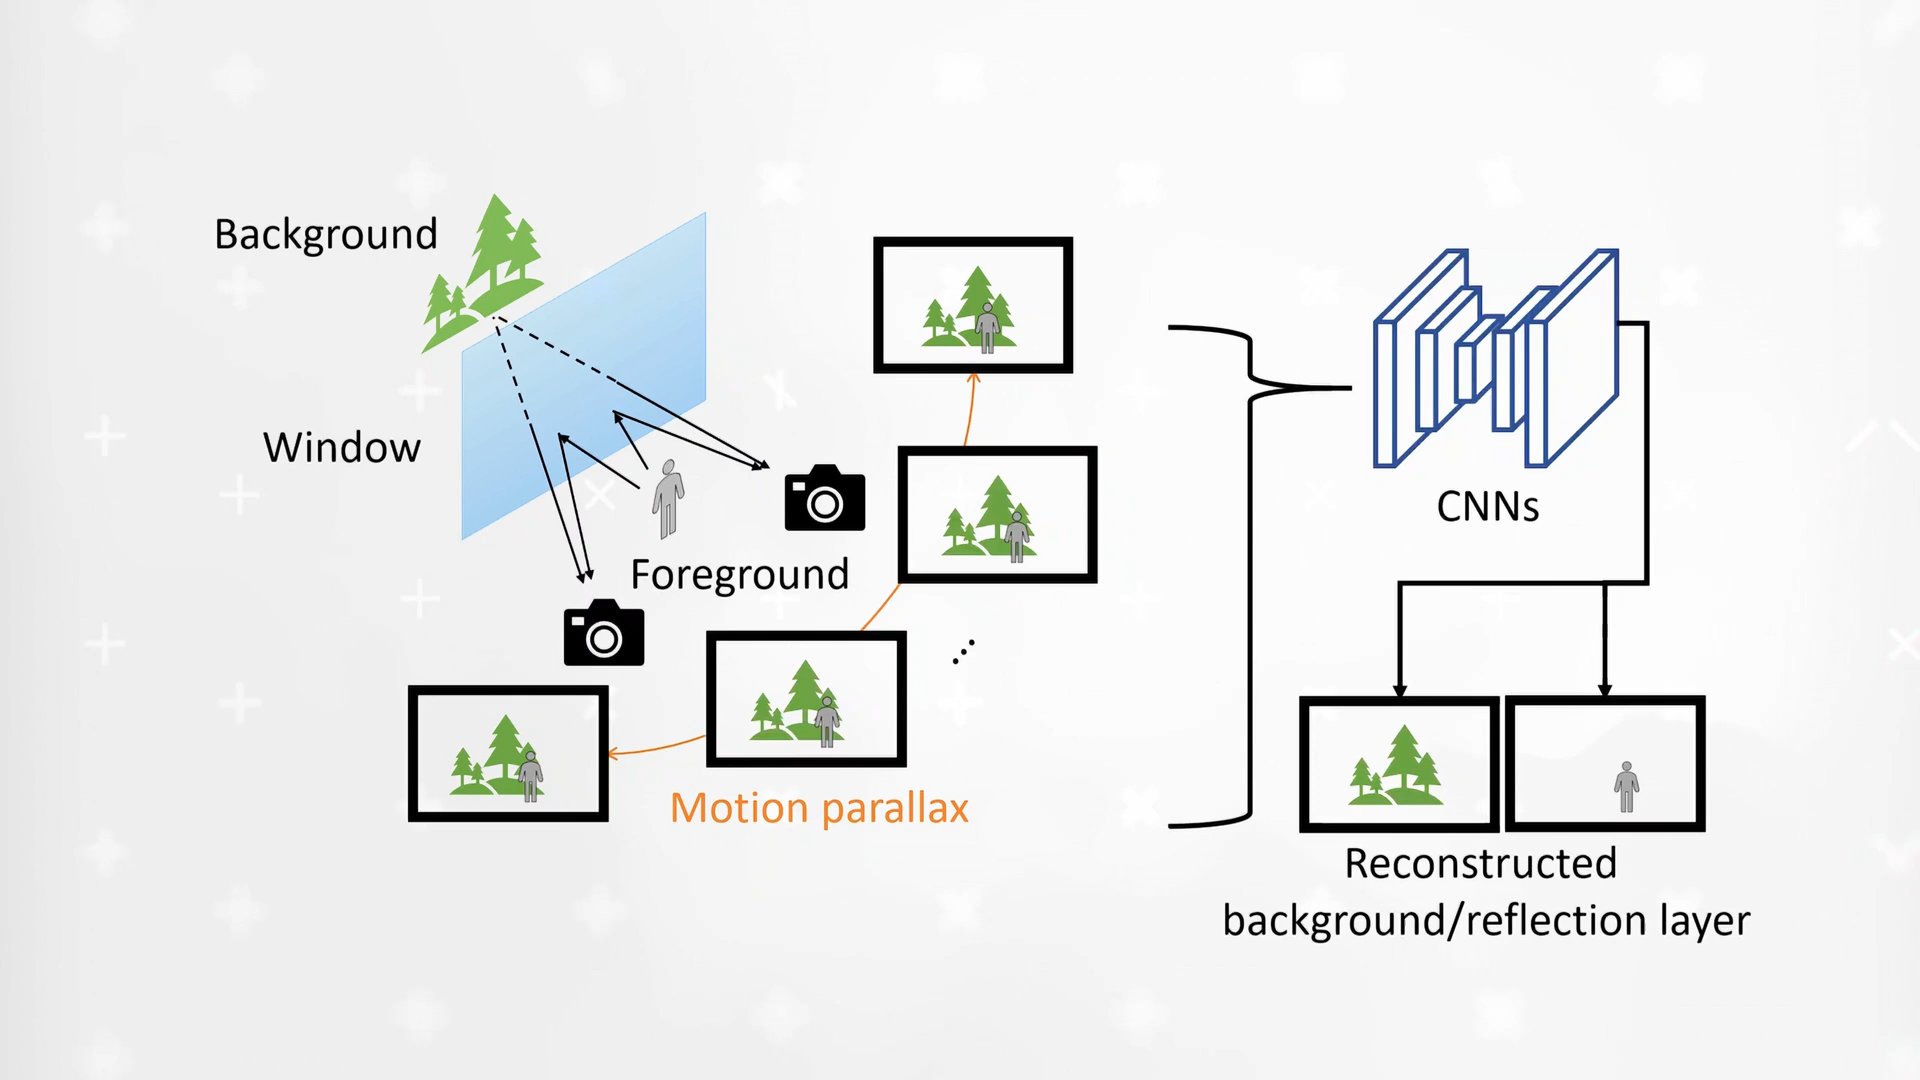 Background
Window
Foreground
Motion parallax
CNNs
Reconstructed
background/reflection layer